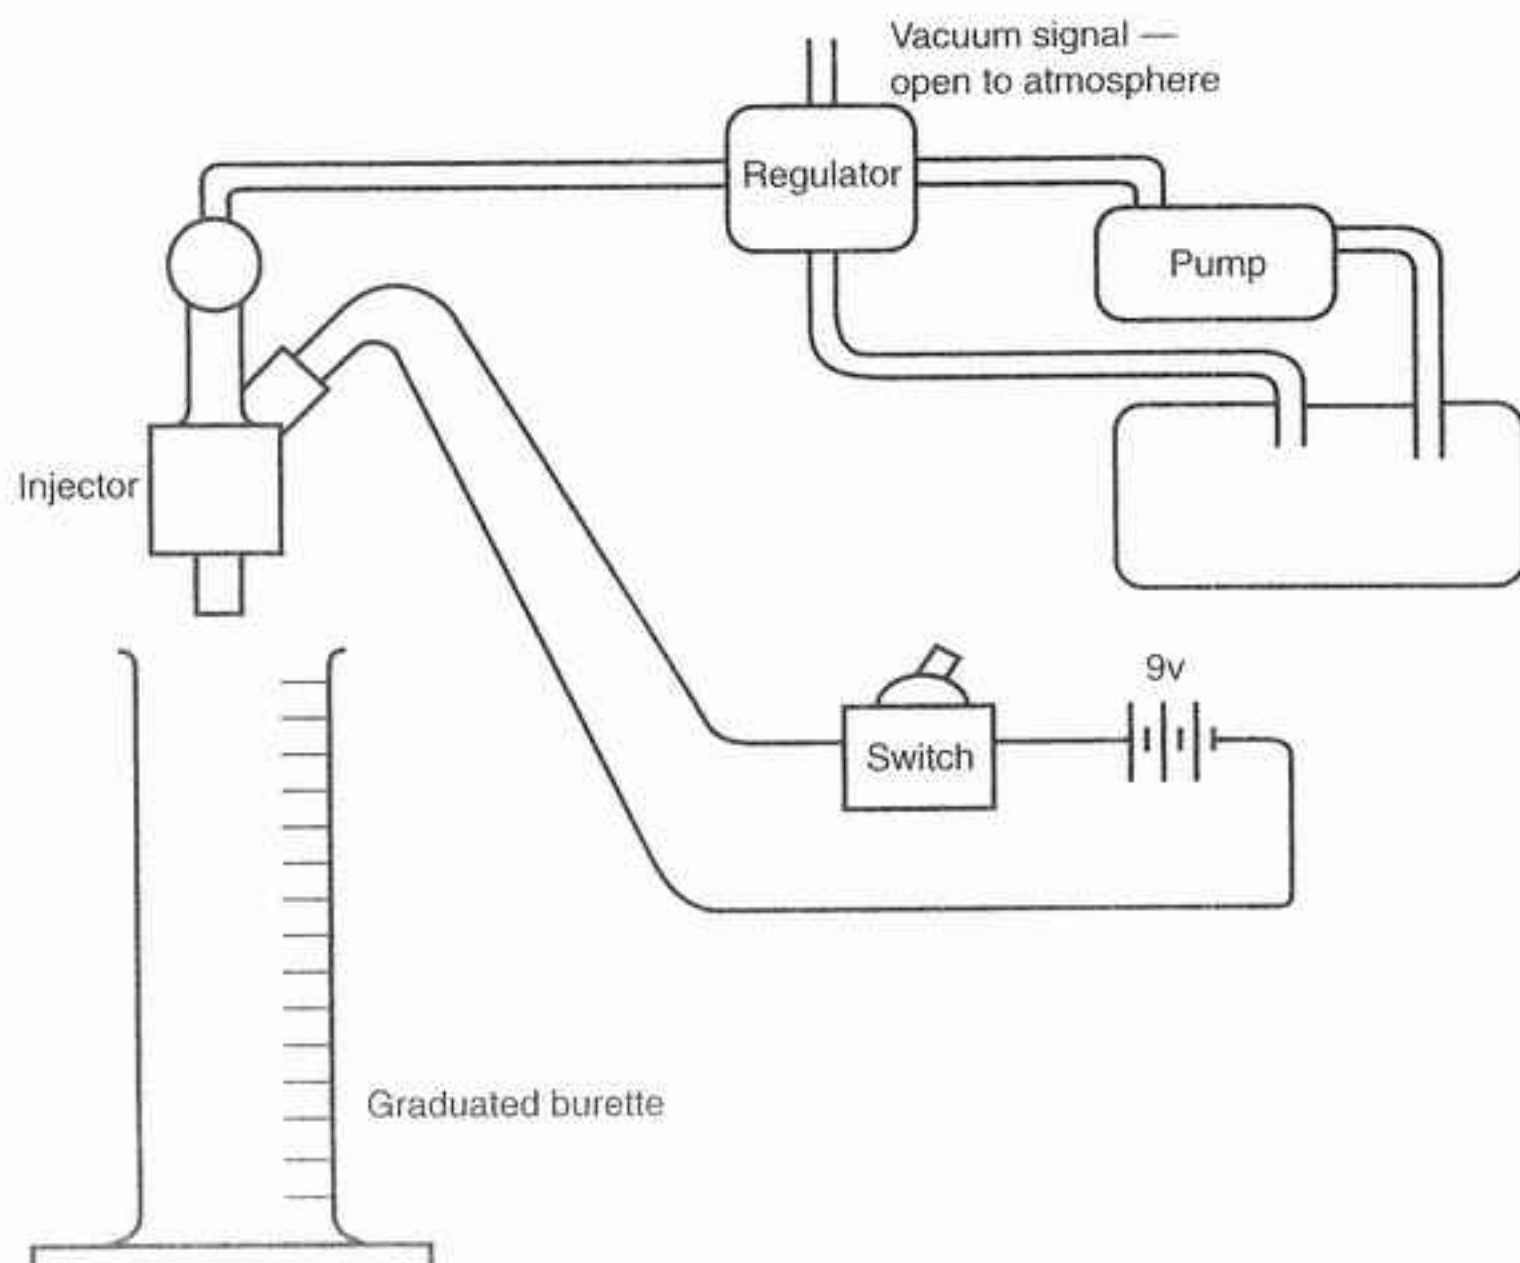 Vacuum signal —
open to atmosphere
Regulator
Pump
Injector
9v
Switch
Graduated burette